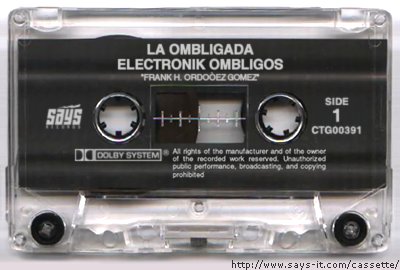 LA OMBLIGADA
ELECTRONIK OMBLIGOS
"FRANK H. ORDOÒEZ GOMEZ"
says
RECORDS
SIDE
1
CTG00391
DOLBY SYSTEM®
All rights of the manufacturer and of the owner
of the recorded work reserved. Unauthorized
public performance, broadcasting, and copying
prohibited
http://www.says-it.com/cassette/